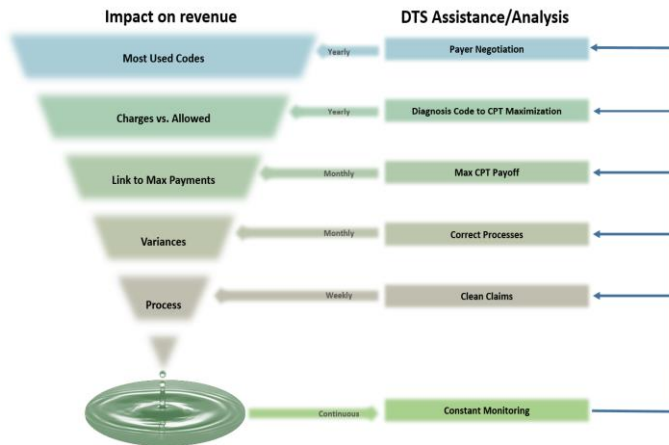 Impact on revenue
DTS Assistance/Analysis
Most Used Codes
Yearly
Payer Negotiation
Charges vs. Allowed
Yearly
Diagnosis Code to CPT Maximization
Link to Max Payments
Monthly
Max CPT Payoff
Variances
Monthly
Correct Processes
Process
Weekly
Clean Claims
Continuous
Constant Monitoring